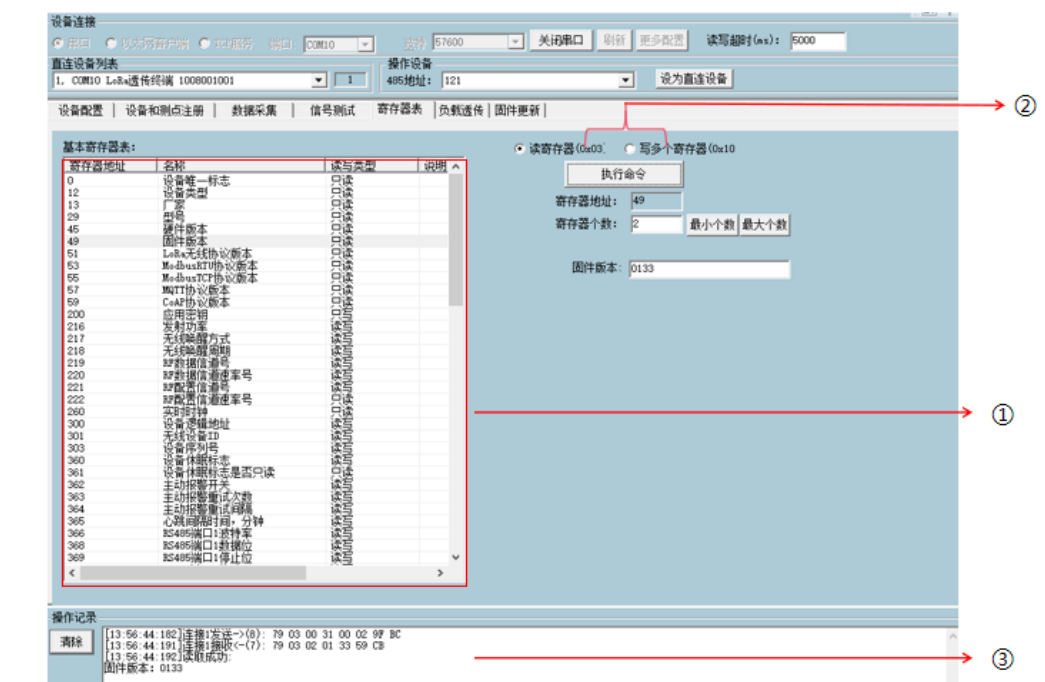 设备连接
串口 以太网客户端 TCP服务 端口: COM10 波特: 57600 关闭串口 刷新 更多配置 读写超时(ms): 5000
直连设备列表 操作设备
1. COM10 LoRa透传终端 1008001001 1 485地址: 121 设为直连设备
设备配置 | 设备和测点注册 | 数据采集 | 信号测试 寄存器表 | 负载透传 | 固件更新 |
②
基本寄存器表: 读寄存器(0x03) 写多个寄存器(0x10
寄存器地址 名称 读写类型 说明
执行命令
寄存器地址: 49
寄存器个数: 2 最小个数 最大个数
固件版本: 0133
0 设备唯一标志 只读
12 设备类型 只读
13 厂家 只读
29 型号 只读
45 硬件版本 只读
49 固件版本 只读
51 LoRa无线协议版本 只读
53 ModbusRTU协议版本 只读
55 ModbusTCP协议版本 只读
57 MQTT协议版本 只读
59 CoAP协议版本 只读
200 应用密钥 只写
216 发射功率 读写
217 无线唤醒方式 读写
218 无线唤醒周期 读写
219 RF数据信道号 读写
220 RF数据信道速率号 读写
221 RF配置信道号 读写
222 RF配置信道速率号 只读
260 实时时钟 只读
300 设备逻辑地址 读写
301 无线设备ID 读写
303 设备序列号 读写
360 设备休眠标志 读写
361 设备休眠标志是否只读 只读
362 主动报警开关 读写
363 主动报警重试次数 读写
364 主动报警重试间隔 读写
365 心跳间隔时间,分钟 读写
366 RS485端口1波特率 读写
368 RS485端口1数据位 读写
369 RS485端口1停止位 读写
①
操作记录
清除
[13:56:44:182]连接1发送->(8): 79 03 00 31 00 02 9F BC
[13:56:44:191]连接1接收<-(7): 79 03 02 01 33 59 CB
[13:56:44:192]读取成功:
固件版本: 0133
③